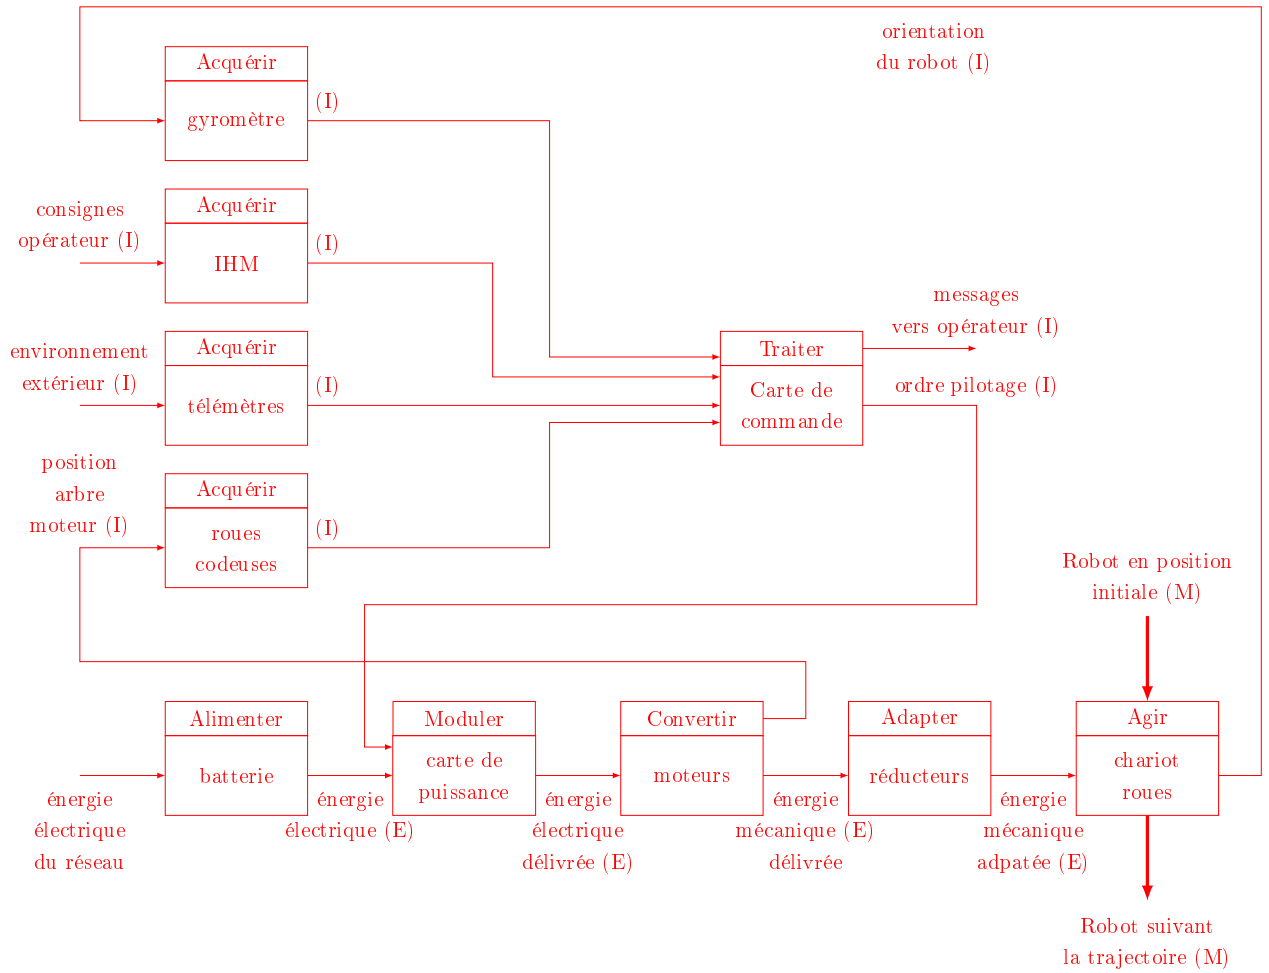 orientation
du robot (I)
Acquérir
(I)
gyromètre
consignes
opérateur (I)
Acquérir
(I)
IHM
environnement
extérieur (I)
Acquérir
(I)
télémètres
position
arbre
moteur (I)
Acquérir
(I)
roues
codeuses
messages
vers opérateur (I)
Traiter
Carte de
commande
ordre pilotage (I)
Robot en position
initiale (M)
Alimenter
batterie
Moduler
carte de
puissance
Convertir
moteurs
Adapter
réducteurs
Agir
chariot
roues
énergie
électrique
du réseau
énergie
électrique (E)
énergie
électrique
délivrée (E)
énergie
mécanique (E)
délivrée
énergie
mécanique
adpatée (E)
Robot suivant
la trajectoire (M)